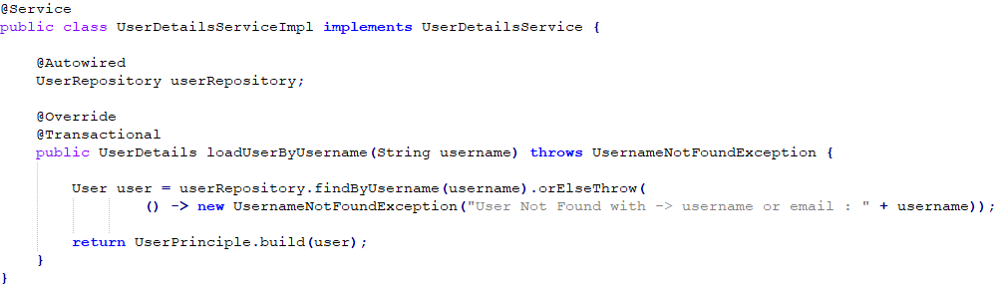 @Service
public class UserDetailsServiceImpl implements UserDetailsService {
@Autowired
UserRepository userRepository;
@Override
@Transactional
public UserDetails loadUserByUsername(String username) throws UsernameNotFoundException {
User user = userRepository.findByUsername(username).orElseThrow(
() -> new UsernameNotFoundException("User Not Found with -> username or email : " + username));
return UserPrinciple.build(user);
}
}